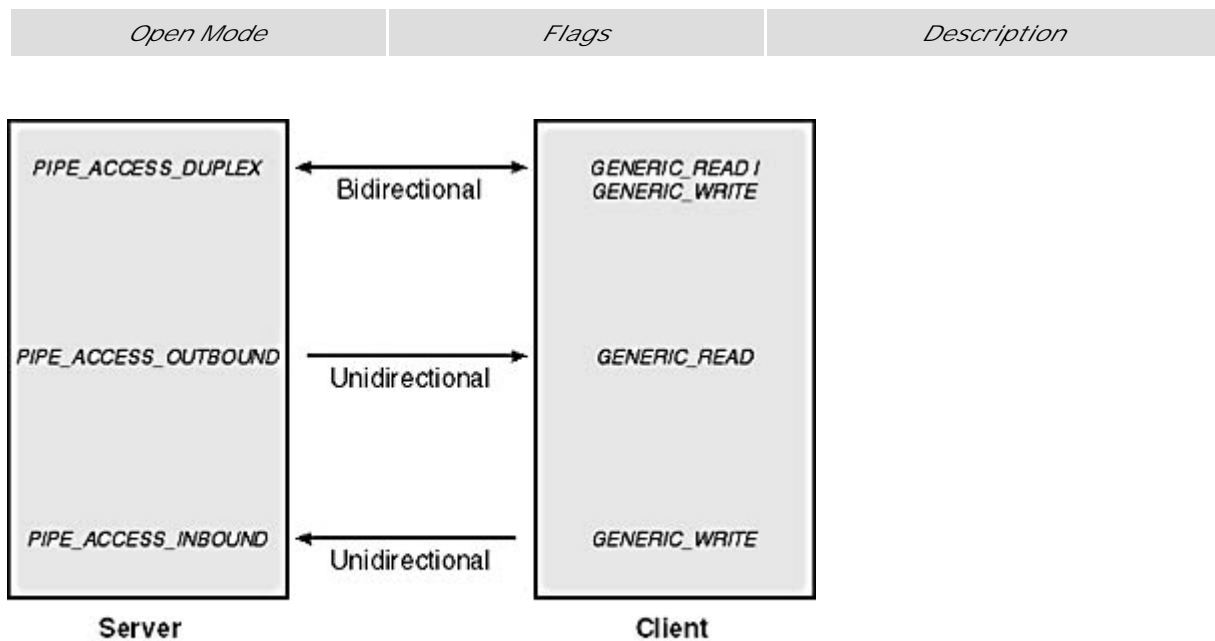 Open Mode Flags Description
PIPE_ACCESS_DUPLEX
Bidirectional
GENERIC_READ I
GENERIC_WRITE
PIPE_ACCESS_OUTBOUND
Unidirectional
GENERIC_READ
PIPE_ACCESS_INBOUND
Unidirectional
GENERIC_WRITE
Server
Client